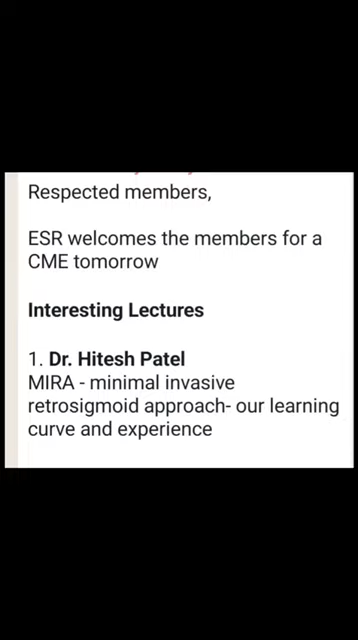 Respected members,
ESR welcomes the members for a
CME tomorrow
Interesting Lectures
1. Dr. Hitesh Patel
MIRA - minimal invasive
retrosigmoid approach- our learning
curve and experience